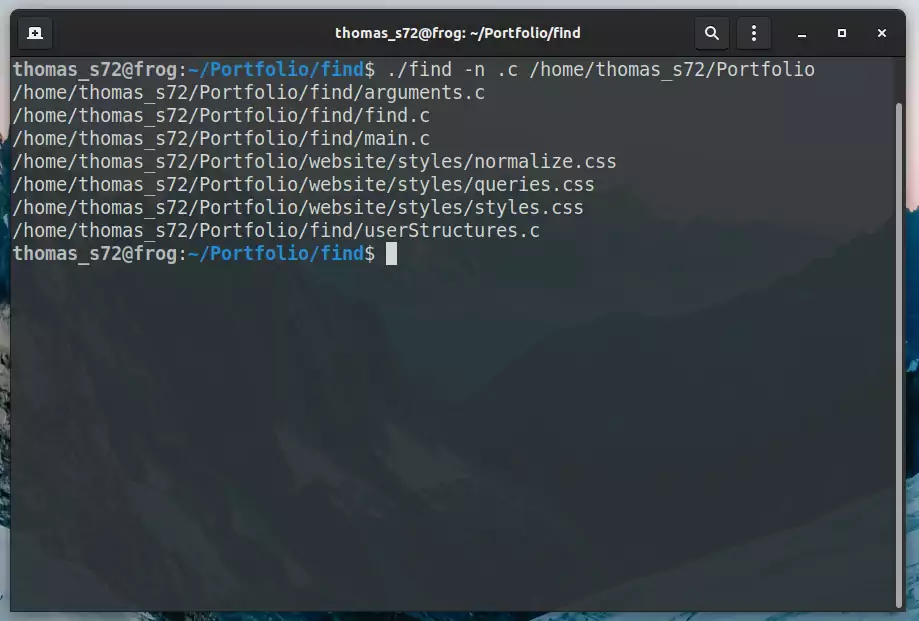 thomas_s72@frog: ~/Portfolio/find
thomas_s72@frog:~/Portfolio/find$ ./find -n .c /home/thomas_s72/Portfolio
/home/thomas_s72/Portfolio/find/arguments.c
/home/thomas_s72/Portfolio/find/find.c
/home/thomas_s72/Portfolio/find/main.c
/home/thomas_s72/Portfolio/website/styles/normalize.css
/home/thomas_s72/Portfolio/website/styles/queries.css
/home/thomas_s72/Portfolio/website/styles/styles.css
/home/thomas_s72/Portfolio/find/userStructures.c
thomas_s72@frog:~/Portfolio/find$